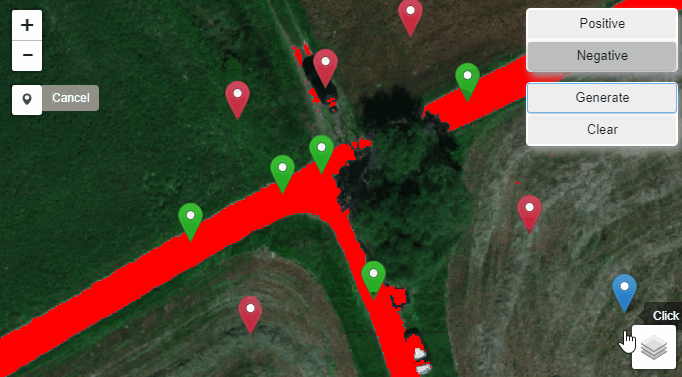 +
Positive
−
Negative
Cancel
Generate
Clear
Click